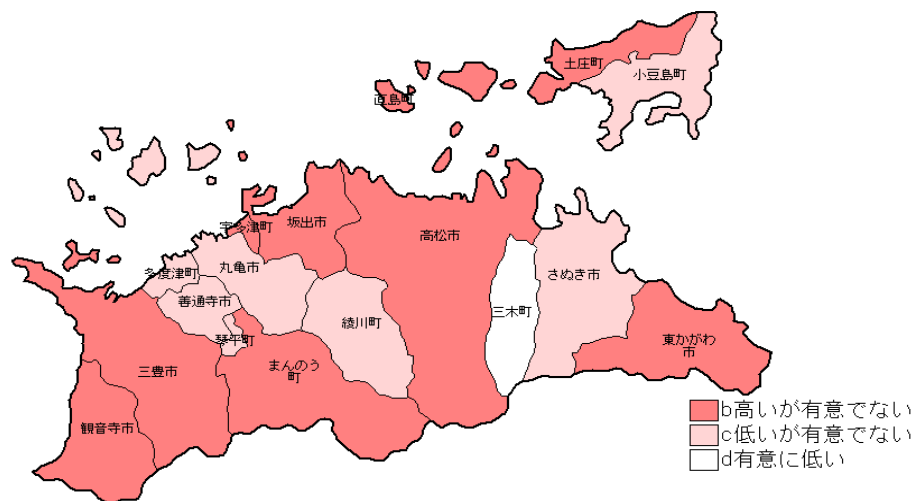 土庄町
小豆島町
直島町
宇多津町
坂出市
高松市
多度津町
丸亀市
さぬき市
善通寺市
三木町
綾川町
琴平町
東かがわ
市
まんのう
町
三豊市
観音寺市
b高いが有意でない
c低いが有意でない
d有意に低い